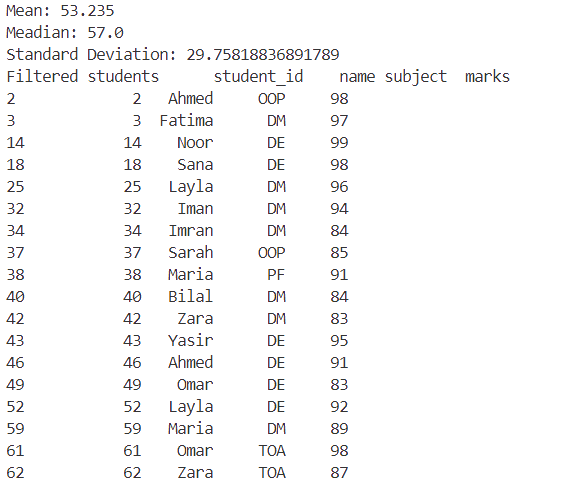 Mean: 53.235
Meadian: 57.0
Standard Deviation: 29.75818836891789
Filtered students      student_id    name subject  marks
2            2   Ahmed     OOP     98
3            3  Fatima      DM     97
14          14    Noor      DE     99
18          18    Sana      DE     98
25          25   Layla      DM     96
32          32    Iman      DM     94
34          34   Imran      DM     84
37          37   Sarah     OOP     85
38          38   Maria      PF     91
40          40   Bilal      DM     84
42          42    Zara      DM     83
43          43   Yasir      DE     95
46          46   Ahmed      DE     91
49          49    Omar      DE     83
52          52   Layla      DE     92
59          59   Maria      DM     89
61          61    Omar     TOA     98
62          62    Zara     TOA     87